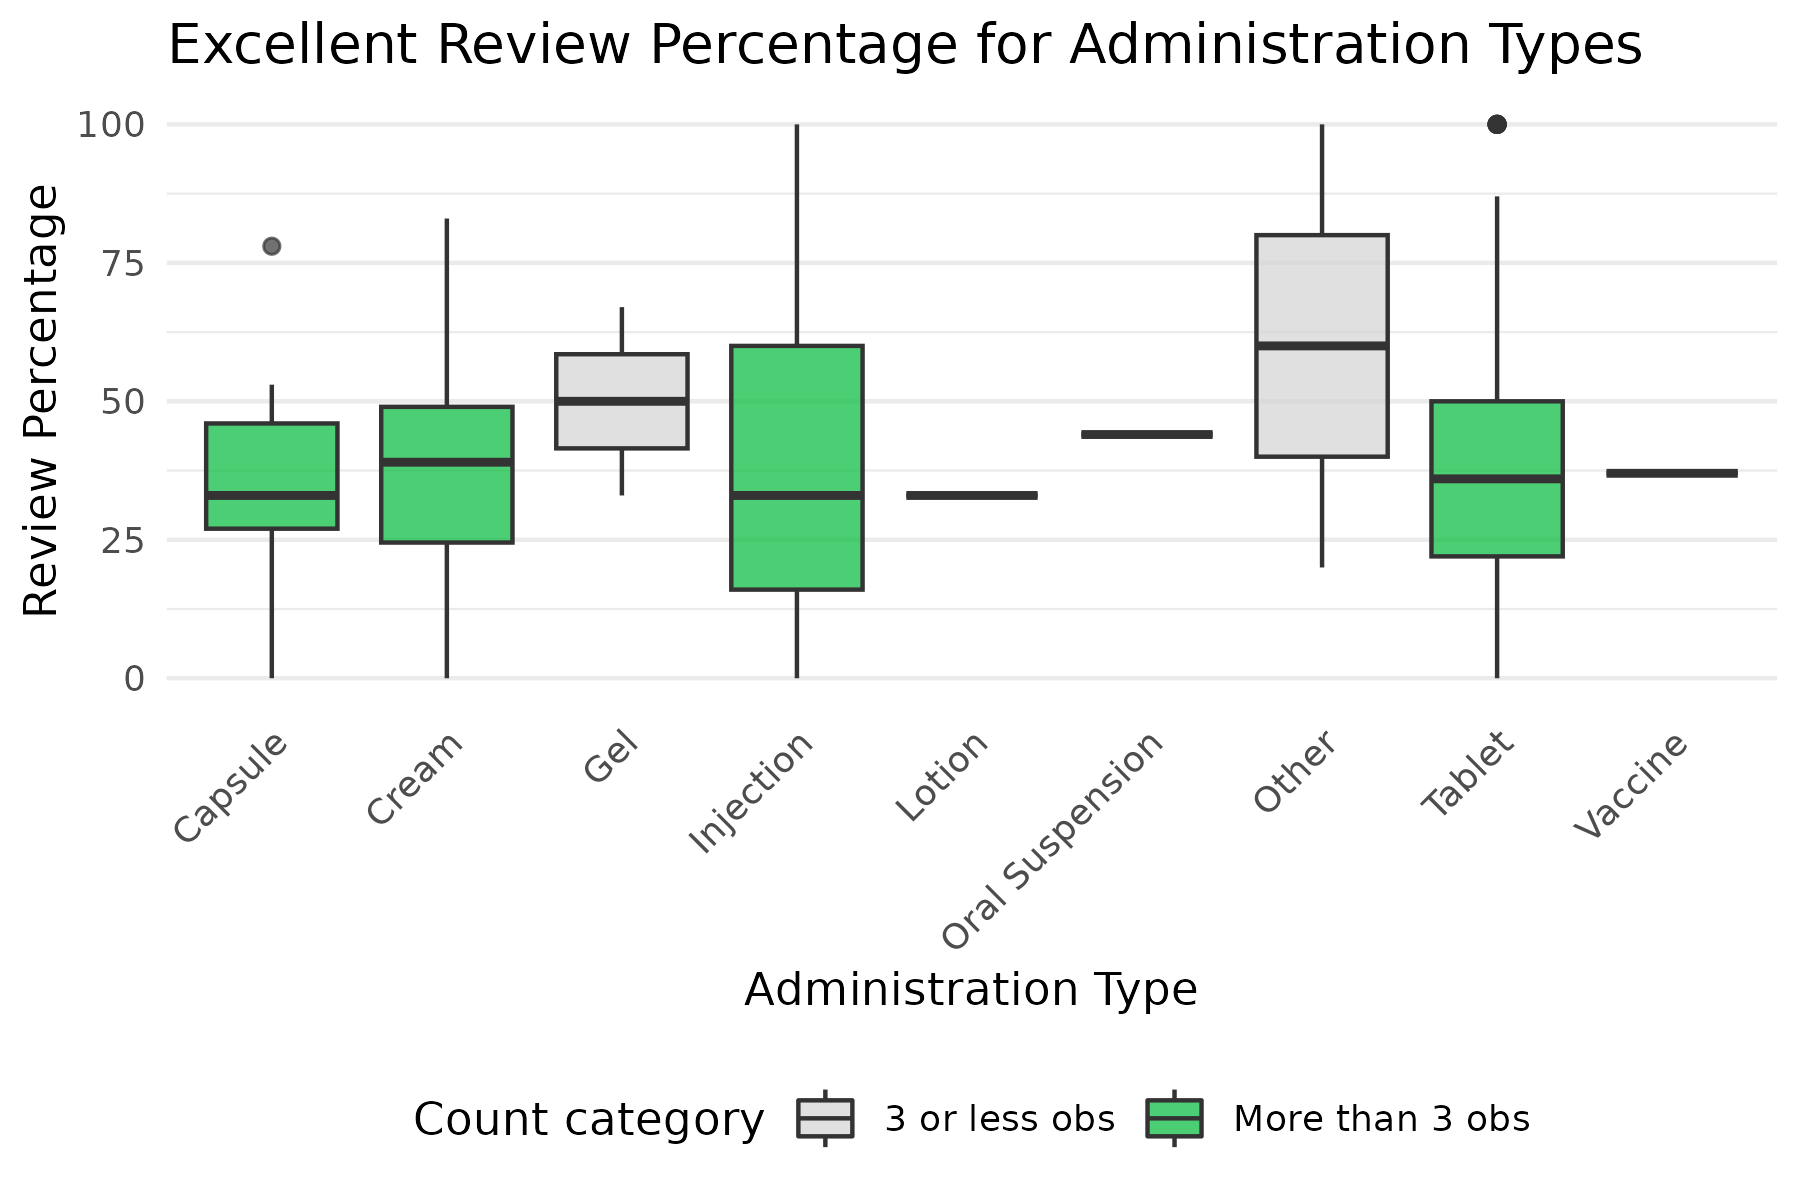 Excellent Review Percentage for Administration Types
Review Percentage
100
75
50
25
0
Capsule
Cream
Gel
Injection
Lotion
Oral Suspension
Other
Tablet
Vaccine
Administration Type
Count category 3 or less obs More than 3 obs